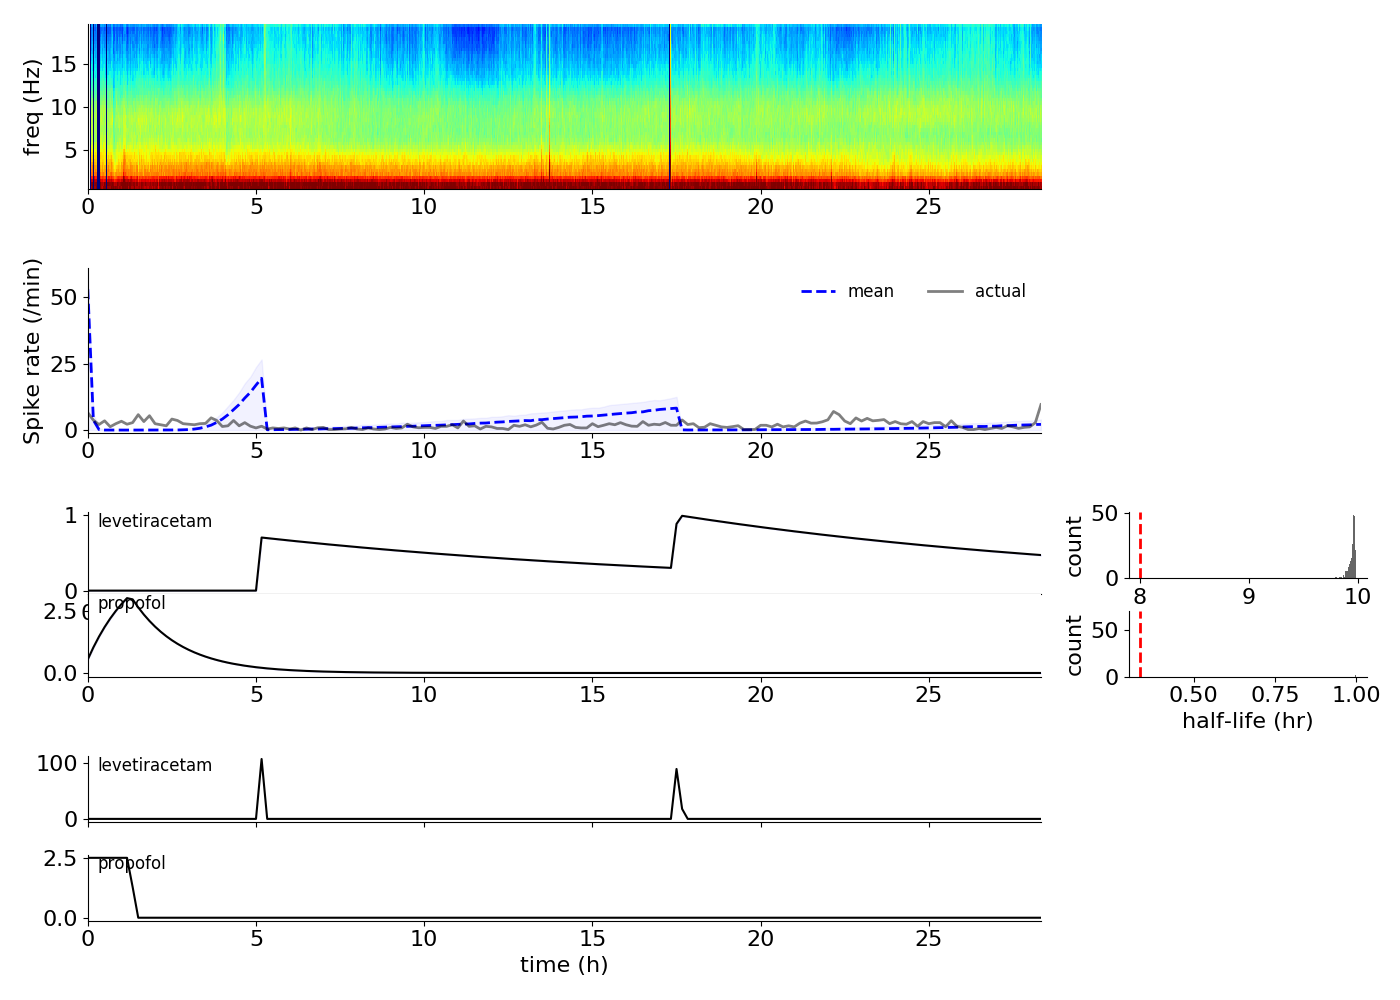 freq (Hz)
15
10
5
0 5 10 15 20 25
Spike rate (/min)
50
25
0
mean actual
0 5 10 15 20 25
levetiracetam
1
0
propofol
2.5
0.0
0 5 10 15 20 25
count
50
0
8 9 10
count
50
0
0.50 0.75 1.00
half-life (hr)
levetiracetam
100
0
propofol
2.5
0.0
0 5 10 15 20 25
time (h)